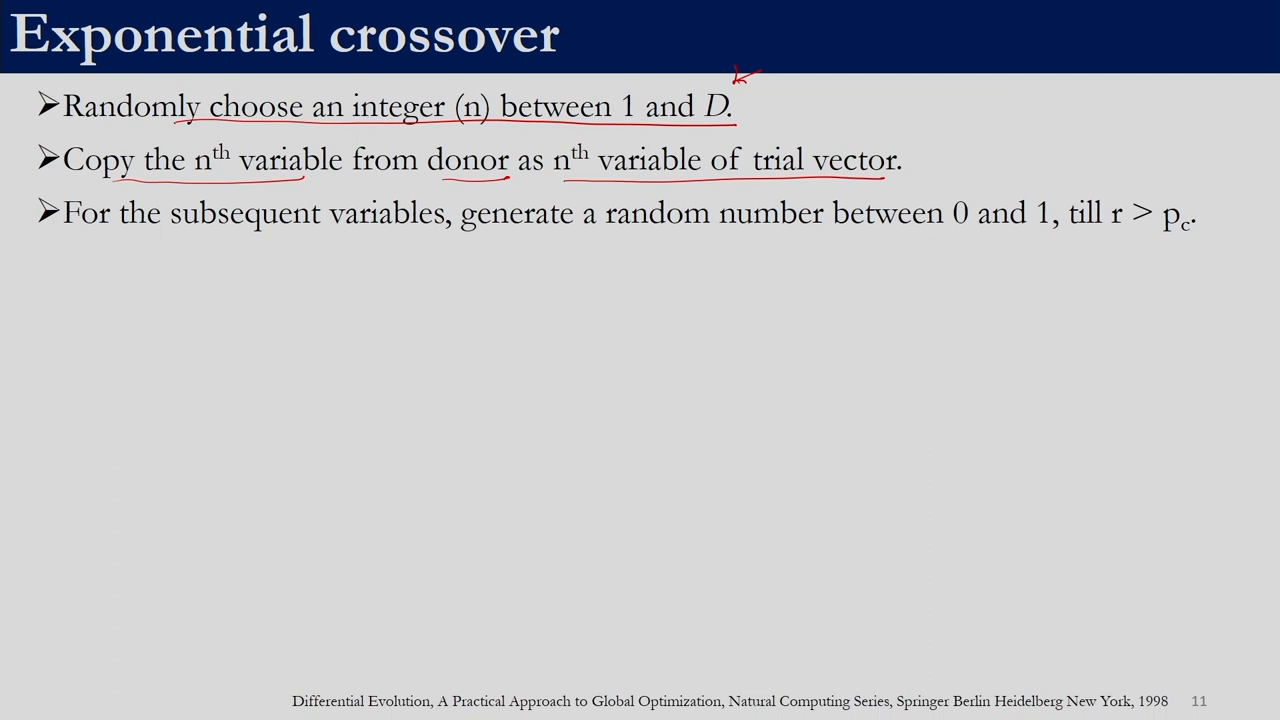 Exponential crossover
➢Randomly choose an integer (n) between 1 and D.
➢Copy the nth variable from donor as nth variable of trial vector.
➢For the subsequent variables, generate a random number between 0 and 1, till r > pc.
Differential Evolution, A Practical Approach to Global Optimization, Natural Computing Series, Springer Berlin Heidelberg New York, 1998 11